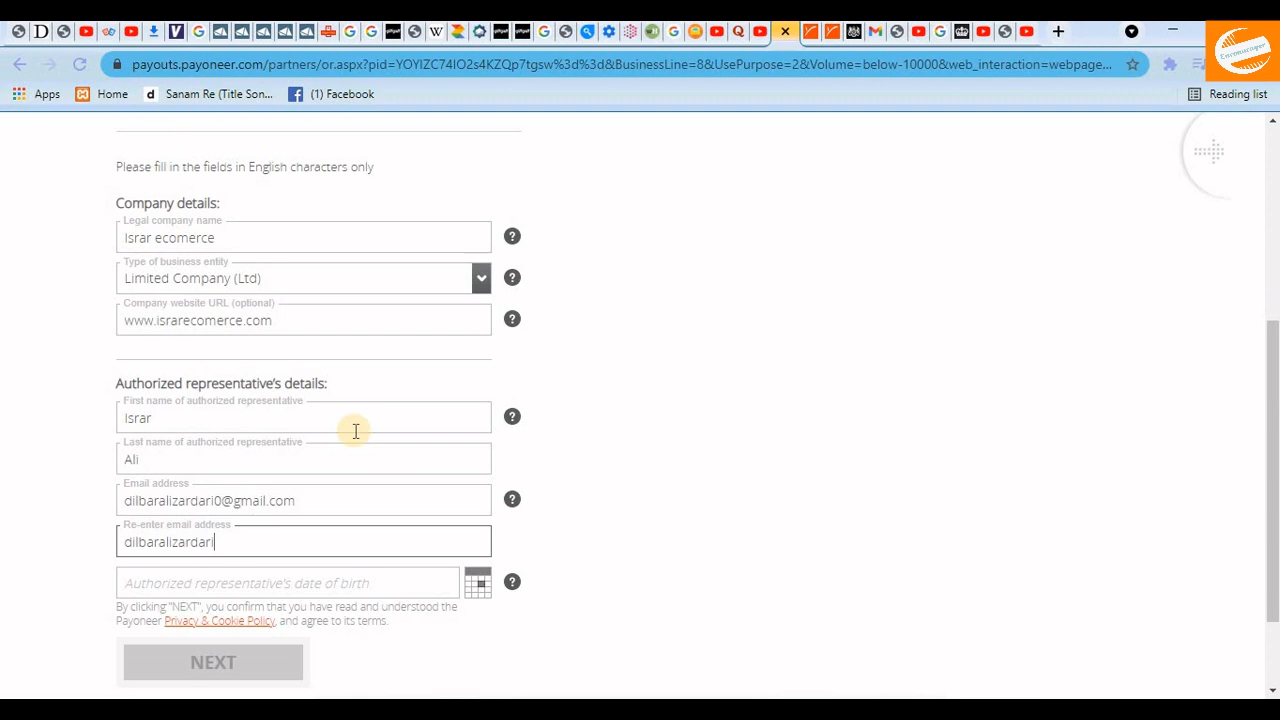 payouts.payoneer.com/partners/or.aspx?pid=YOYIZC74IO2s4KZQp7tqvw%3d%3d&BusinessLine=8&UsePurpose=2&Volume=below-10000&web_interaction=webpage...
Apps Home Sanam Re (Title Son... (1) Facebook Reading list
Please fill in the fields in English characters only
Company details:
Legal company name
Israr ecomerce
Type of business entity
Limited Company (Ltd)
Company website URL (optional)
www.israrecomerce.com
Authorized representative's details:
First name of authorized representative
Israr
Last name of authorized representative
Ali
Email address
dilbaralizardari0@gmail.com
Re-enter email address
dilbaralizardari
Authorized representative's date of birth
By clicking "NEXT", you confirm that you have read and understood the
Payoneer Privacy & Cookie Policy, and agree to its terms.
NEXT